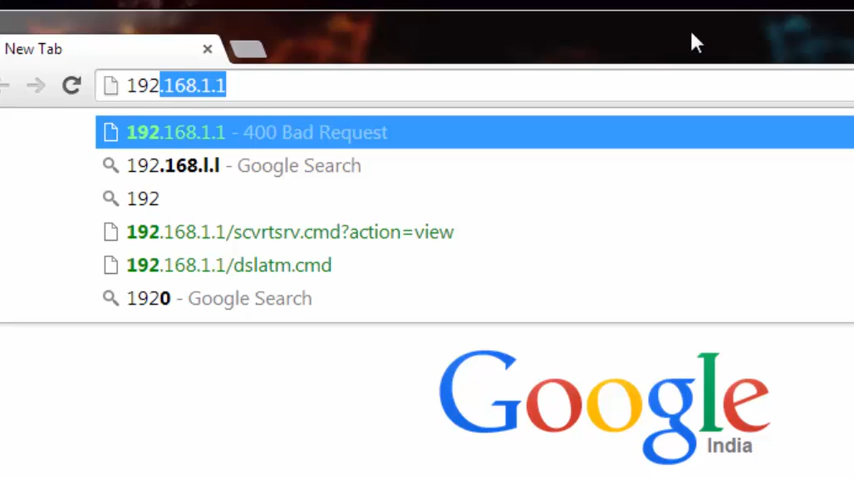 New Tab
192.168.1.1
192.168.1.1 - 400 Bad Request
192.168.l.l - Google Search
192
192.168.1.1/scvrtsrv.cmd?action=view
192.168.1.1/dslatm.cmd
1920 - Google Search
Google
India